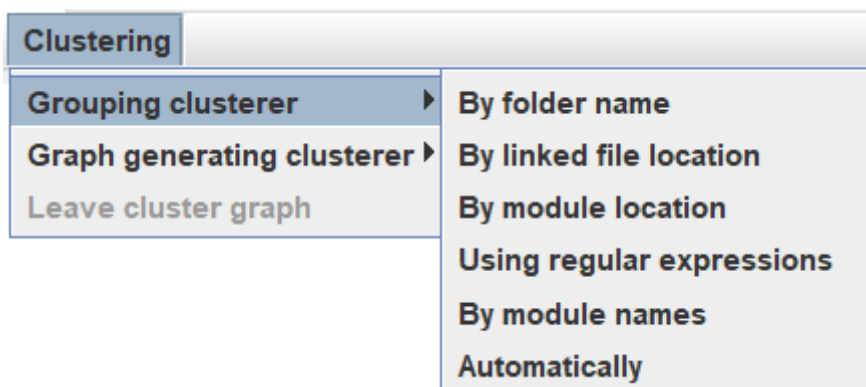 Clustering
Grouping clusterer
Graph generating clusterer
Leave cluster graph
By folder name
By linked file location
By module location
Using regular expressions
By module names
Automatically